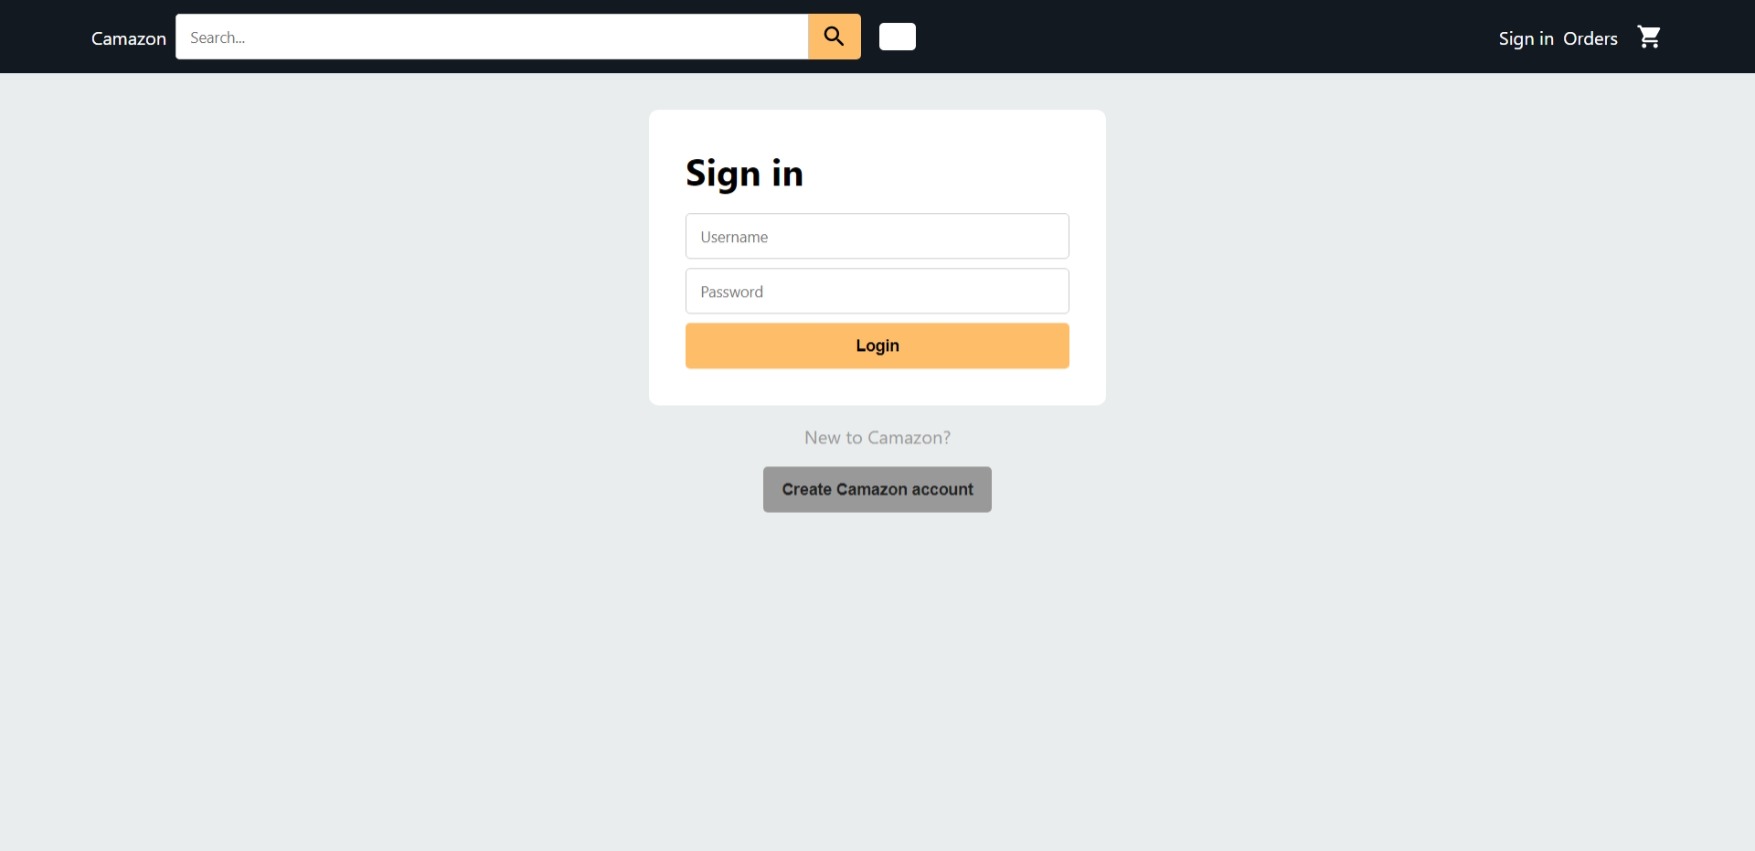 Camazon Search... Sign in Orders
Sign in
Username
Password
Login
New to Camazon?
Create Camazon account